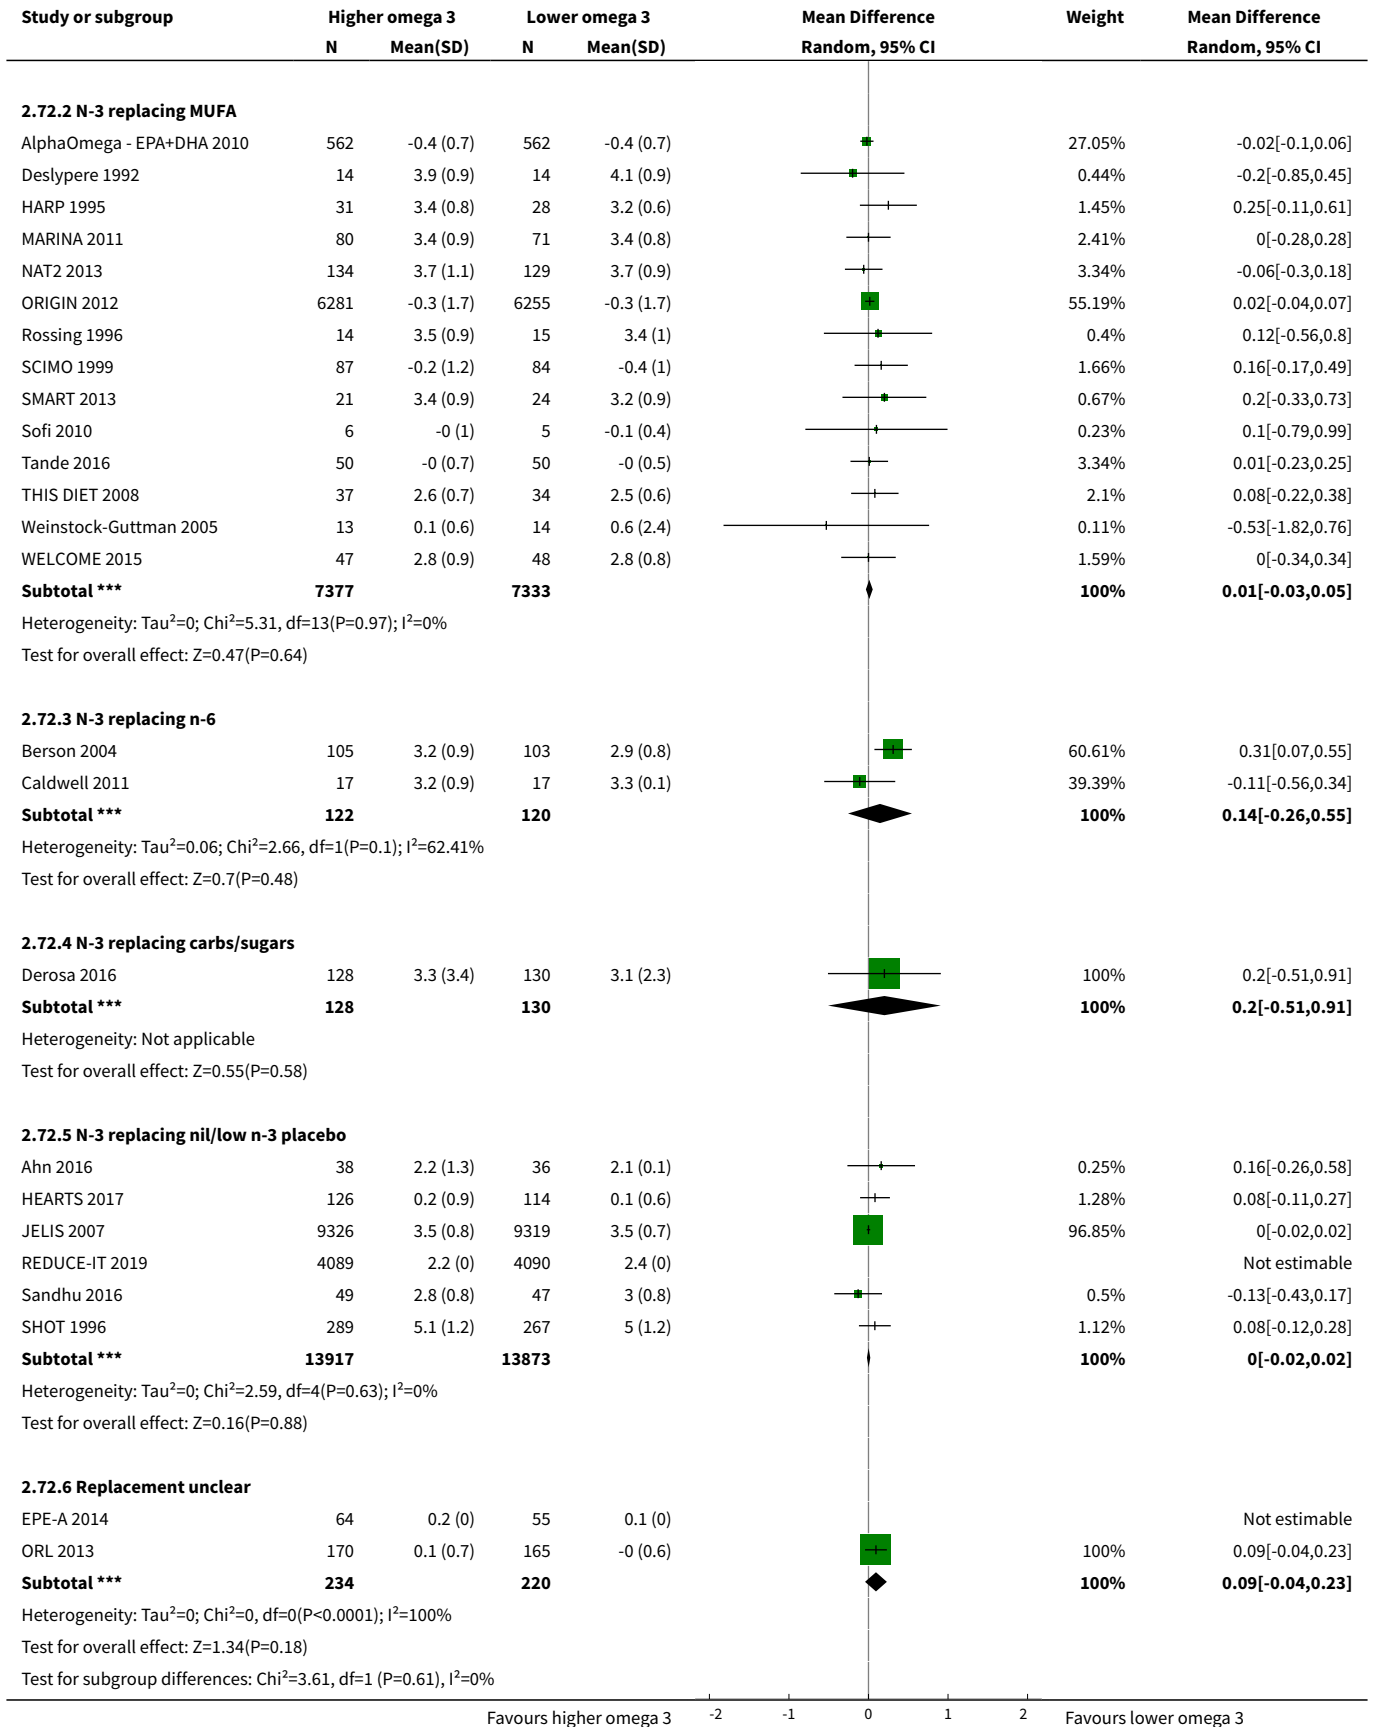 Study or subgroup Higher omega 3 Lower omega 3 Mean Difference Weight Mean Difference
N Mean(SD) N Mean(SD) Random, 95% CI Random, 95% CI
2.72.2 N-3 replacing MUFA
AlphaOmega - EPA+DHA 2010 562 -0.4 (0.7) 562 -0.4 (0.7) 27.05% -0.02[-0.1,0.06]
Deslypere 1992 14 3.9 (0.9) 14 4.1 (0.9) 0.44% -0.2[-0.85,0.45]
HARP 1995 31 3.4 (0.8) 28 3.2 (0.6) 1.45% 0.25[-0.11,0.61]
MARINA 2011 80 3.4 (0.9) 71 3.4 (0.8) 2.41% 0[-0.28,0.28]
NAT2 2013 134 3.7 (1.1) 129 3.7 (0.9) 3.34% -0.06[-0.3,0.18]
ORIGIN 2012 6281 -0.3 (1.7) 6255 -0.3 (1.7) 55.19% 0.02[-0.04,0.07]
Rossing 1996 14 3.5 (0.9) 15 3.4 (1) 0.4% 0.12[-0.56,0.8]
SCIMO 1999 87 -0.2 (1.2) 84 -0.4 (1) 1.66% 0.16[-0.17,0.49]
SMART 2013 21 3.4 (0.9) 24 3.2 (0.9) 0.67% 0.2[-0.33,0.73]
Sofi 2010 6 -0 (1) 5 -0.1 (0.4) 0.23% 0.1[-0.79,0.99]
Tande 2016 50 -0 (0.7) 50 -0 (0.5) 3.34% 0.01[-0.23,0.25]
THIS DIET 2008 37 2.6 (0.7) 34 2.5 (0.6) 2.1% 0.08[-0.22,0.38]
Weinstock-Guttman 2005 13 0.1 (0.6) 14 0.6 (2.4) 0.11% -0.53[-1.82,0.76]
WELCOME 2015 47 2.8 (0.9) 48 2.8 (0.8) 1.59% 0[-0.34,0.34]
Subtotal *** 7377 7333 100% 0.01[-0.03,0.05]
Heterogeneity: Tau²=0; Chi²=5.31, df=13(P=0.97); I²=0%
Test for overall effect: Z=0.47(P=0.64)
2.72.3 N-3 replacing n-6
Berson 2004 105 3.2 (0.9) 103 2.9 (0.8) 60.61% 0.31[0.07,0.55]
Caldwell 2011 17 3.2 (0.9) 17 3.3 (0.1) 39.39% -0.11[-0.56,0.34]
Subtotal *** 122 120 100% 0.14[-0.26,0.55]
Heterogeneity: Tau²=0.06; Chi²=2.66, df=1(P=0.1); I²=62.41%
Test for overall effect: Z=0.7(P=0.48)
2.72.4 N-3 replacing carbs/sugars
Derosa 2016 128 3.3 (3.4) 130 3.1 (2.3) 100% 0.2[-0.51,0.91]
Subtotal *** 128 130 100% 0.2[-0.51,0.91]
Heterogeneity: Not applicable
Test for overall effect: Z=0.55(P=0.58)
2.72.5 N-3 replacing nil/low n-3 placebo
Ahn 2016 38 2.2 (1.3) 36 2.1 (0.1) 0.25% 0.16[-0.26,0.58]
HEARTS 2017 126 0.2 (0.9) 114 0.1 (0.6) 1.28% 0.08[-0.11,0.27]
JELIS 2007 9326 3.5 (0.8) 9319 3.5 (0.7) 96.85% 0[-0.02,0.02]
REDUCE-IT 2019 4089 2.2 (0) 4090 2.4 (0) Not estimable
Sandhu 2016 49 2.8 (0.8) 47 3 (0.8) 0.5% -0.13[-0.43,0.17]
SHOT 1996 289 5.1 (1.2) 267 5 (1.2) 1.12% 0.08[-0.12,0.28]
Subtotal *** 13917 13873 100% 0[-0.02,0.02]
Heterogeneity: Tau²=0; Chi²=2.59, df=4(P=0.63); I²=0%
Test for overall effect: Z=0.16(P=0.88)
2.72.6 Replacement unclear
EPE-A 2014 64 0.2 (0) 55 0.1 (0) Not estimable
ORL 2013 170 0.1 (0.7) 165 -0 (0.6) 100% 0.09[-0.04,0.23]
Subtotal *** 234 220 100% 0.09[-0.04,0.23]
Heterogeneity: Tau²=0; Chi²=0, df=0(P<0.0001); I²=100%
Test for overall effect: Z=1.34(P=0.18)
Test for subgroup differences: Chi²=3.61, df=1 (P=0.61), I²=0%
Favours higher omega 3 -2 -1 0 1 2 Favours lower omega 3